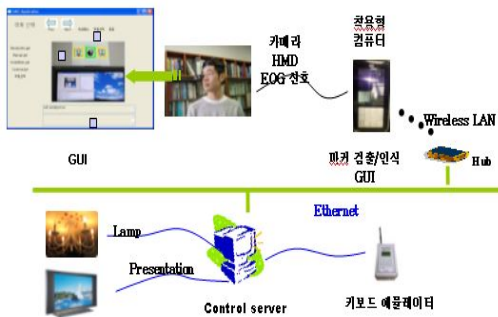 카메라
HMD
EOG 신호
착용형
컴퓨터
Wireless LAN
GUI
마커 검출/인식
GUI
Hub
Ethernet
Lamp
Presentation
Control server
키보드 에뮬레이터